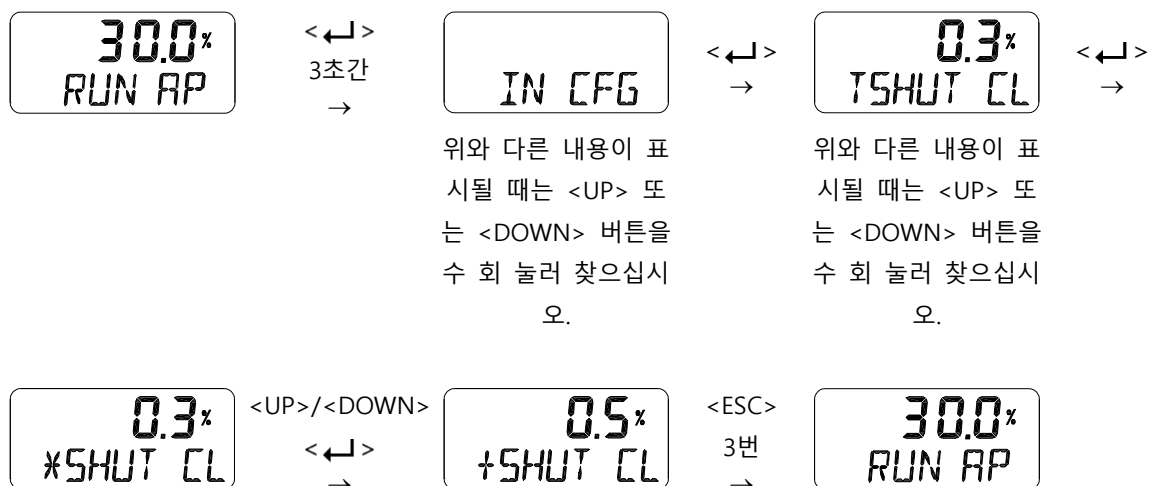 30.0%
RUN AP
< ↵ >
3초간
→
IN CFG
위와 다른 내용이 표
시될 때는 <UP> 또
는 <DOWN> 버튼을
수 회 눌러 찾으십시
오.
< ↵ >
→
0.3%
TSHUT CL
위와 다른 내용이 표
시될 때는 <UP> 또
는 <DOWN> 버튼을
수 회 눌러 찾으십시
오.
< ↵ >
→
0.3%
*SHUT CL
<UP>/<DOWN>
< ↵ >
→
0.5%
+SHUT CL
<ESC>
3번
→
30.0%
RUN AP